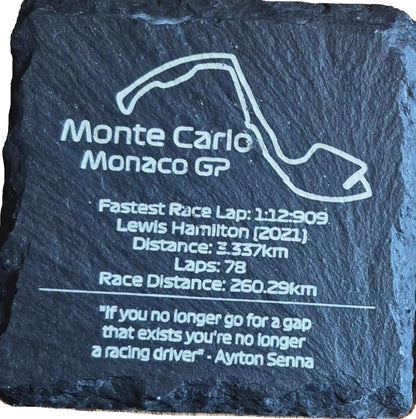 Monte Carlo
Monaco GP
Fastest Race Lap: 1:12:909
Lewis Hamilton (2021)
Distance: 3.337km
Laps: 78
Race Distance: 260.29km
"If you no longer go for a gap
that exists you're no longer
a racing driver" - Ayrton Senna